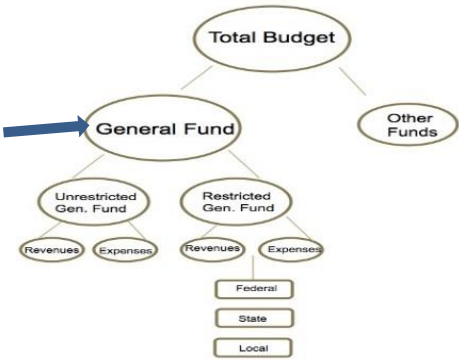 Total Budget
General Fund
Other
Funds
Unrestricted
Gen. Fund
Restricted
Gen. Fund
Revenues
Expenses
Revenues
Expenses
Federal
State
Local